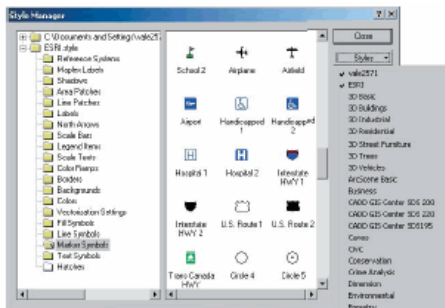 Style Manager
C:\Documents and Setting\vale257
ESRI.style
Reference Systems
Maplex Labels
Shadows
Area Patches
Line Patches
Labels
North Arrows
Scale Bars
Legend Items
Scale Texts
Color Ramps
Borders
Backgrounds
Colors
Vectorization Settings
Fill Symbols
Line Symbols
Marker Symbols
Text Symbols
Hatches
School 2
Airplane
Airfield
Airport
Handicapped 1
Handicapped 2
Hospital 1
Hospital 2
Interstate HWY 1
Interstate HWY 2
U.S. Route 1
U.S. Route 2
Trans Canada HWY
Circle 4
Circle 5
Close
Styles
vale2571
ESRI
3D Basic
3D Buildings
3D Industrial
3D Residential
3D Street Furniture
3D Trees
3D Vehicles
ArcScene Basic
Business
CADD GIS Center SDS 200
CADD GIS Center SDS 220
CADD GIS Center SDS195
Caves
Civic
Conservation
Crime Analysis
Dimension
Environmental
Forestry